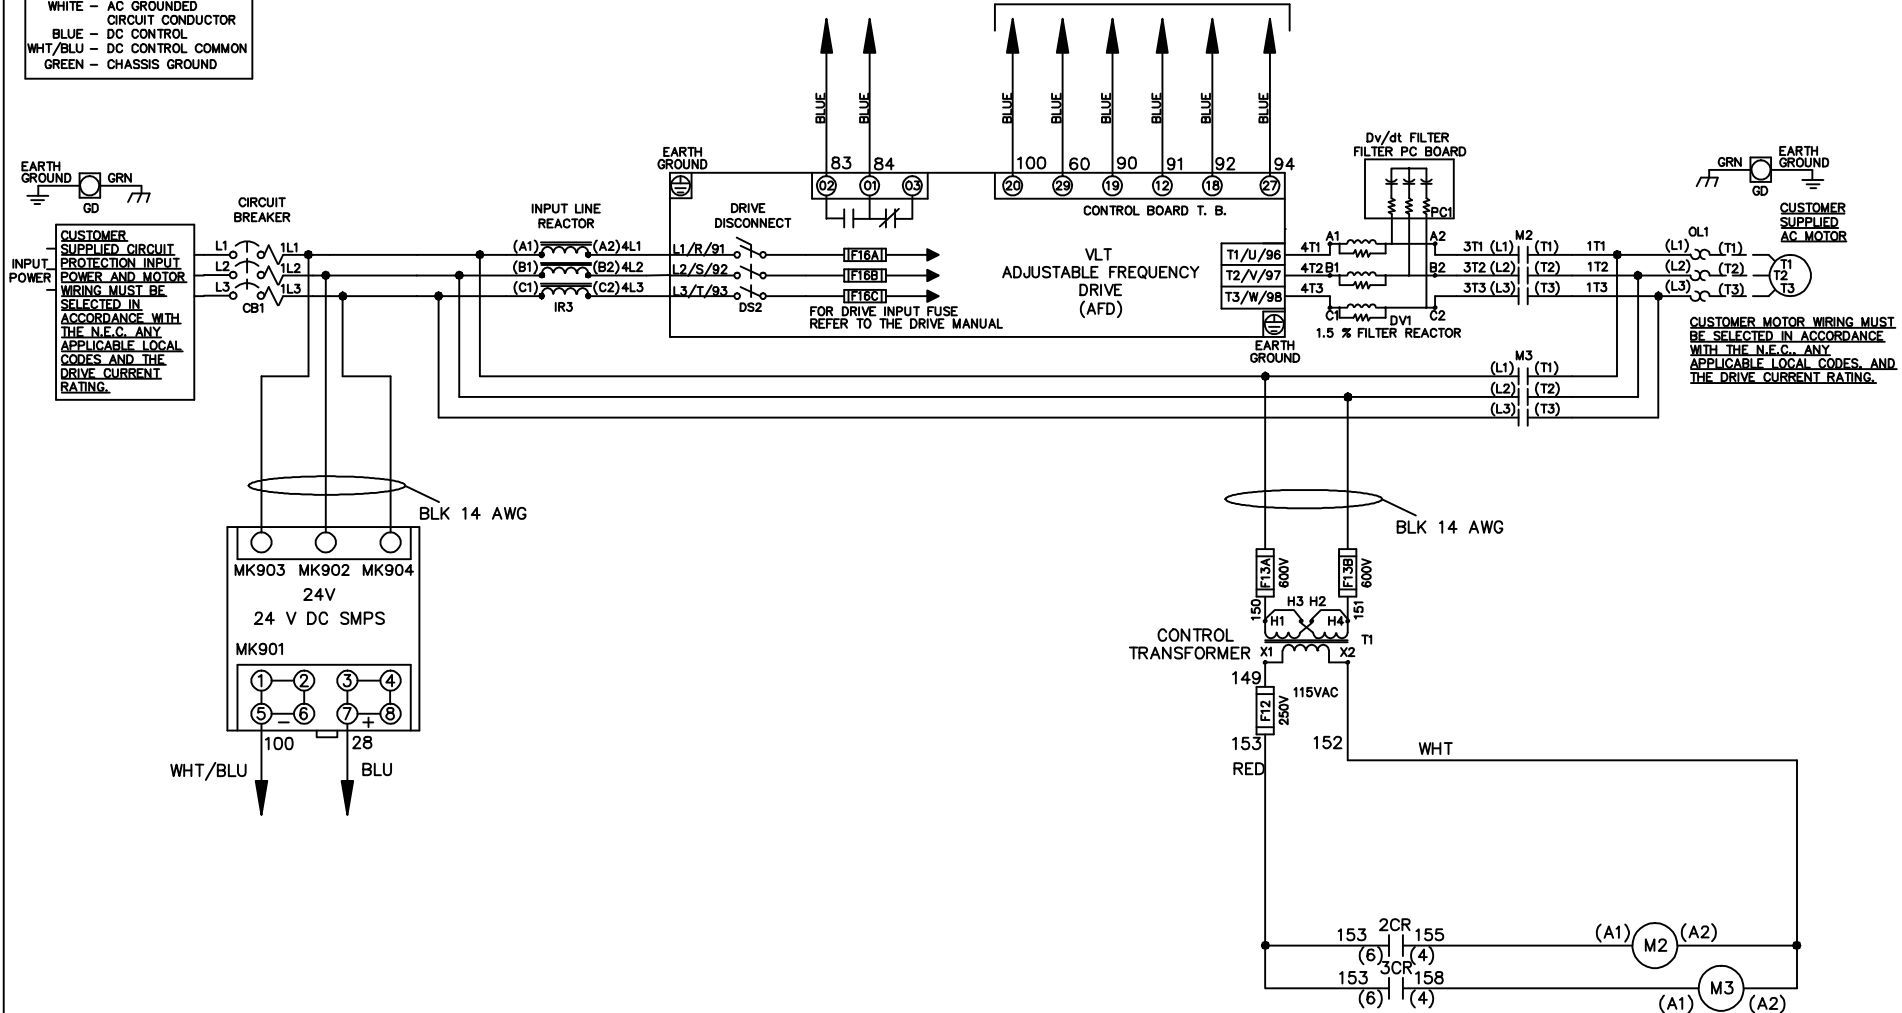 WHITE – AC GROUNDED
CIRCUIT CONDUCTOR
BLUE – DC CONTROL
WHT/BLU – DC CONTROL COMMON
GREEN – CHASSIS GROUND
BLUE
BLUE
BLUE
BLUE
BLUE
BLUE
BLUE
BLUE
EARTH
GROUND
GRN
GD
CUSTOMER
SUPPLIED CIRCUIT
PROTECTION INPUT
POWER AND MOTOR
WIRING MUST BE
SELECTED IN
ACCORDANCE WITH
THE N.E.C. ANY
APPLICABLE LOCAL
CODES AND THE
DRIVE CURRENT
RATING.
INPUT
POWER
CIRCUIT
BREAKER
L1
L2
L3
1L1
1L2
1L3
CB1
INPUT LINE
REACTOR
(A1)
(A2)4L1
(B1)
(B2)4L2
(C1)
(C2)4L3
IR3
EARTH
GROUND
83
84
02
01
03
100
60
90
91
92
94
20
29
19
12
18
27
CONTROL BOARD T. B.
DRIVE
DISCONNECT
L1/R/91
L2/S/92
L3/T/93
DS2
F16A
F16B
F16C
FOR DRIVE INPUT FUSE
REFER TO THE DRIVE MANUAL
VLT
ADJUSTABLE FREQUENCY
DRIVE
(AFD)
T1/U/96
T2/V/97
T3/W/98
EARTH
GROUND
Dv/dt FILTER
FILTER PC BOARD
PC1
4T1
A1
A2
4T2
B1
B2
4T3
C1
C2
DV1
1.5 % FILTER REACTOR
M2
3T1 (L1) (T1) 1T1
3T2 (L2) (T2) 1T2
3T3 (L3) (T3) 1T3
M3
(L1) (T1)
(L2) (T2)
(L3) (T3)
OL1
(L1) (T1)
(L2) (T2)
(L3) (T3)
T1
T2
T3
GRN
EARTH
GROUND
GD
CUSTOMER
SUPPLIED
AC MOTOR
CUSTOMER MOTOR WIRING MUST
BE SELECTED IN ACCORDANCE
WITH THE N.E.C.. ANY
APPLICABLE LOCAL CODES. AND
THE DRIVE CURRENT RATING.
BLK 14 AWG
MK903 MK902 MK904
24V
24 V DC SMPS
MK901
1 2 3 4
5 – 6 7 + 8
100
28
WHT/BLU
BLU
BLK 14 AWG
F13A
600V
F13B
600V
150
151
H3 H2
H1
H4
T1
CONTROL
TRANSFORMER
X1
X2
149
115VAC
F12
250V
153
152
RED
WHT
2CR
153
155
(6)
(4)
(A1)
M2
(A2)
3CR
153
158
(6)
(4)
(A1)
M3
(A2)